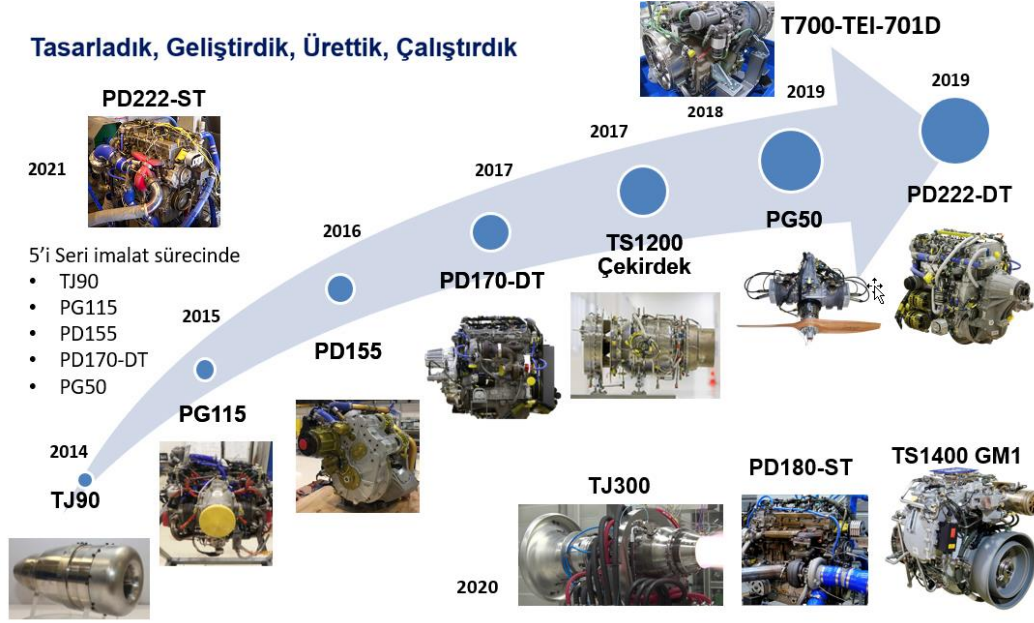 Tasarladık, Geliştirdik, Ürettik, Çalıştırdık
T700-TEI-701D
PD222-ST
2021
5’i Seri imalat sürecinde
• TJ90
• PG115
• PD155
• PD170-DT
• PG50
2014
TJ90
2015
PG115
2016
PD155
2017
PD170-DT
2017
TS1200
Çekirdek
2018
2019
PG50
2019
PD222-DT
2020
TJ300
PD180-ST
TS1400 GM1